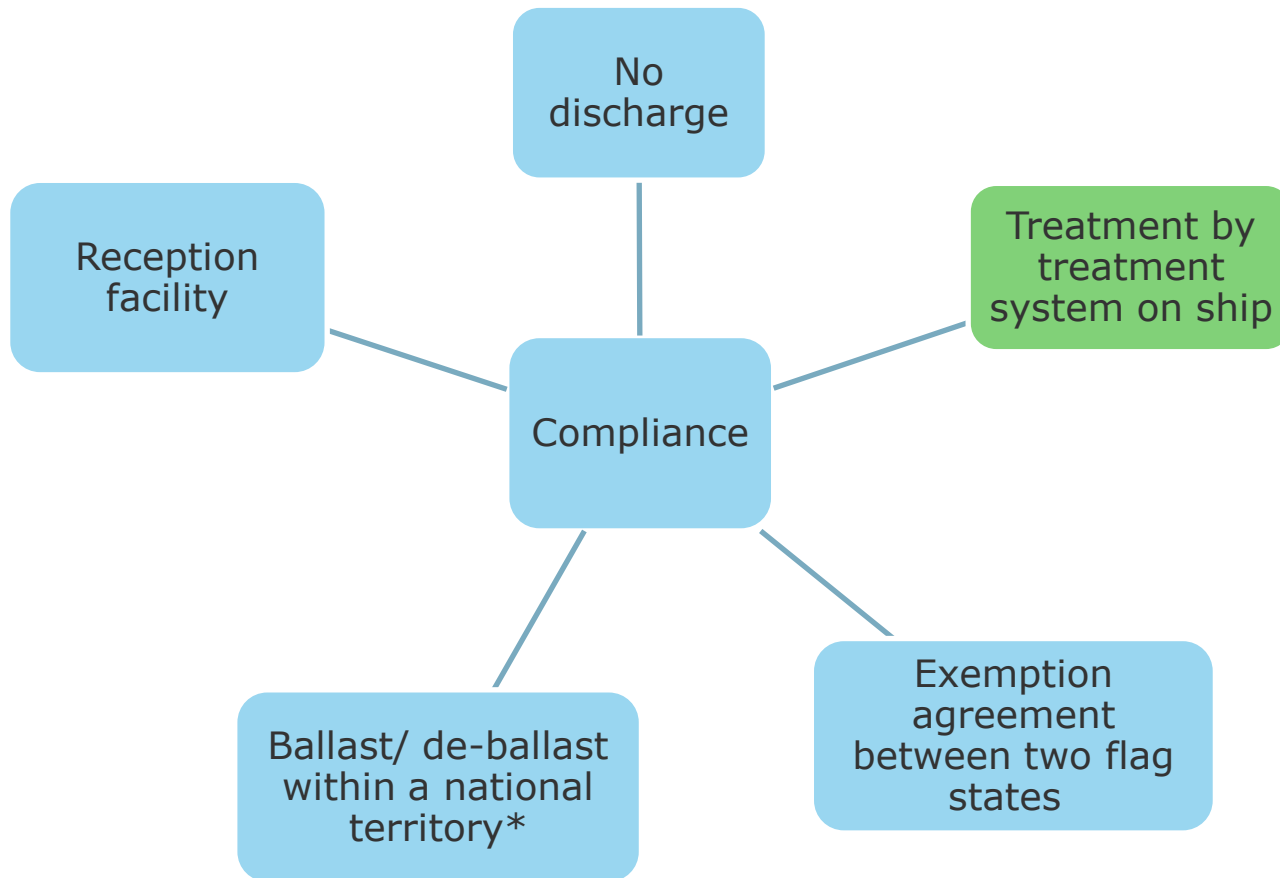 No
discharge
Reception
facility
Treatment by
treatment
system on ship
Compliance
Ballast/ de-ballast
within a national
territory*
Exemption
agreement
between two flag
states